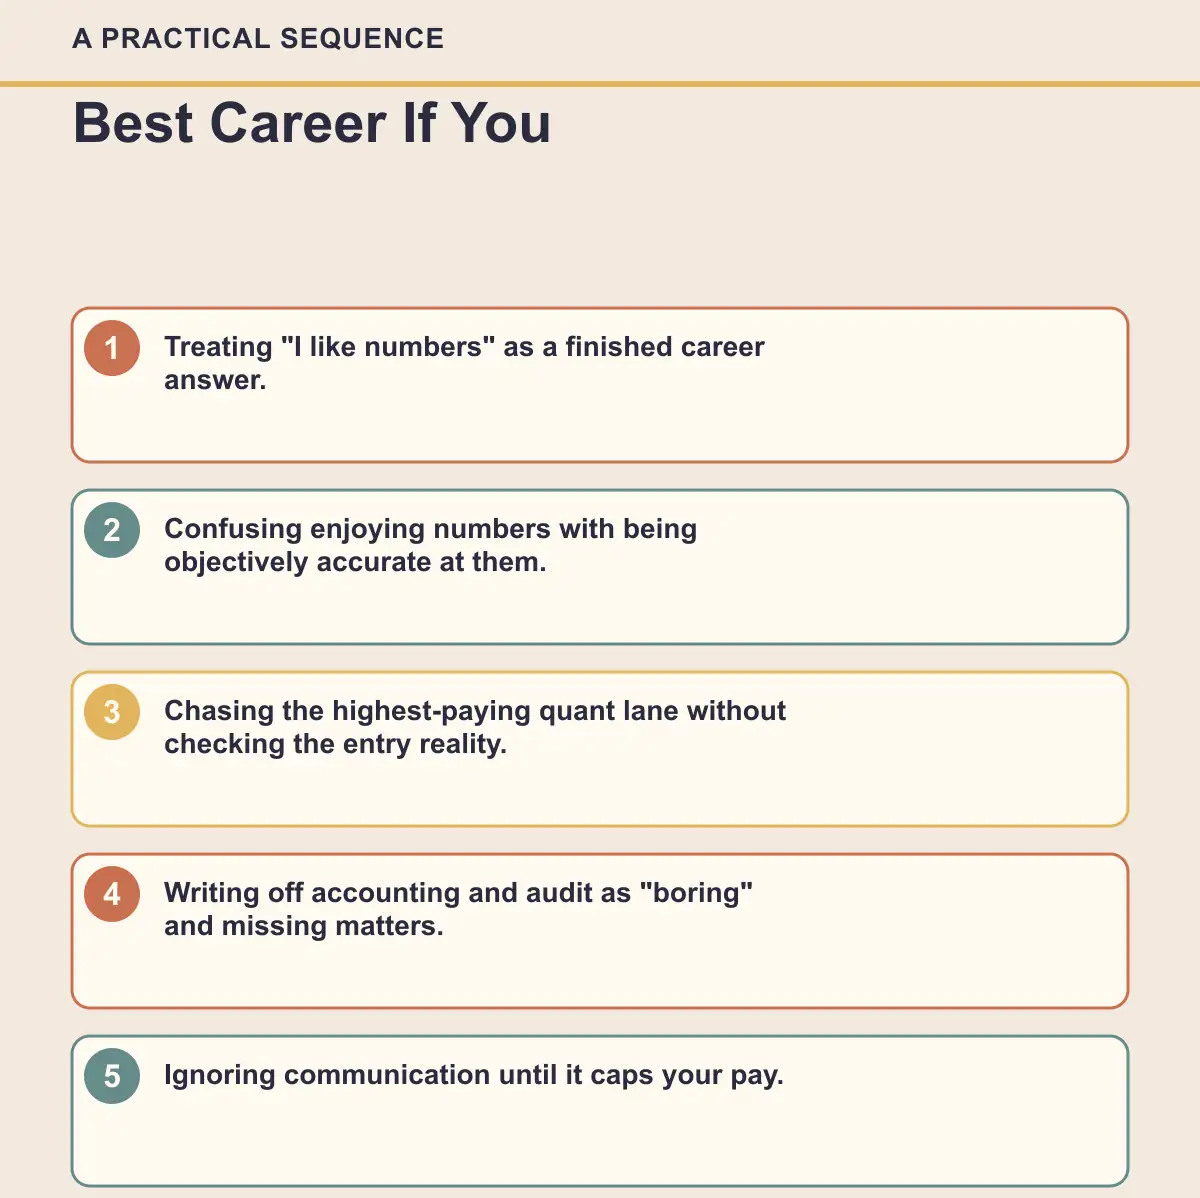 A PRACTICAL SEQUENCE
Best Career If You
1
Treating "I like numbers" as a finished career
answer.
2
Confusing enjoying numbers with being
objectively accurate at them.
3
Chasing the highest-paying quant lane without
checking the entry reality.
4
Writing off accounting and audit as "boring"
and missing matters.
5
Ignoring communication until it caps your pay.